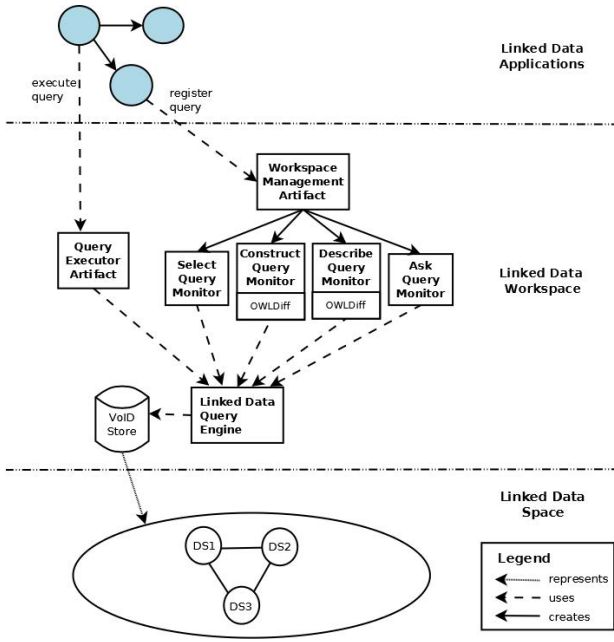 Linked Data
Applications
execute
query
register
query
Workspace
Management
Artifact
Query
Executor
Artifact
Select
Query
Monitor
Construct
Query
Monitor
OWLDiff
Describe
Query
Monitor
OWLDiff
Ask
Query
Monitor
Linked Data
Workspace
Linked Data
Query
Engine
VoID
Store
Linked Data
Space
DS1
DS2
DS3
Legend
represents
uses
creates